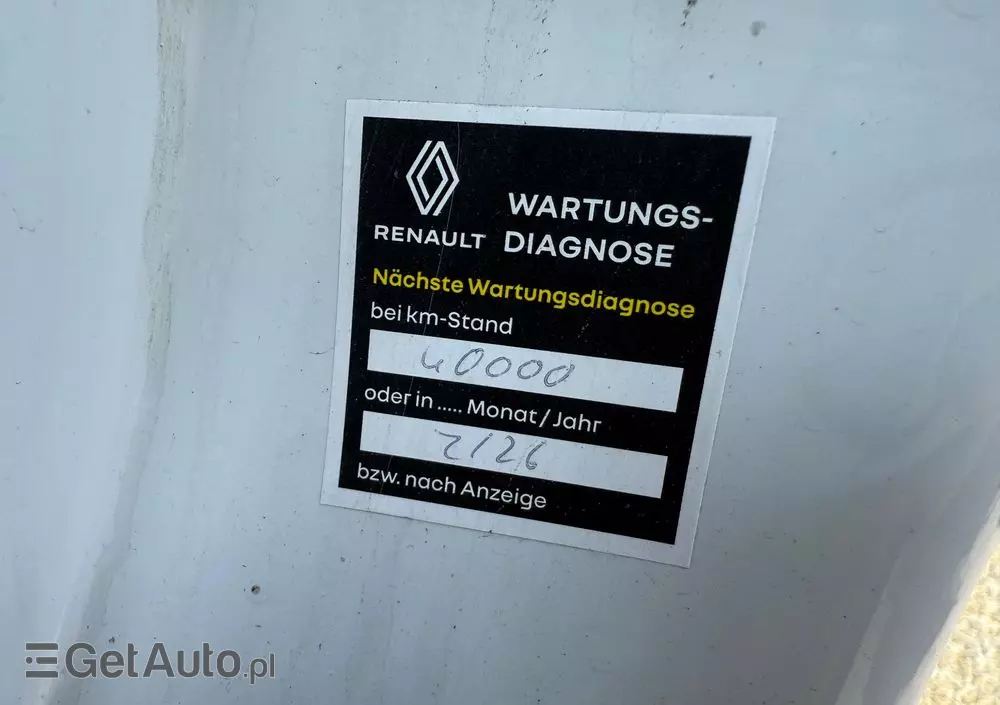 RENAULT
WARTUNGS-
DIAGNOSE
Nächste Wartungsdiagnose
bei km-Stand
40000
oder in ..... Monat/Jahr
2/26
bzw. nach Anzeige
GetAuto.pl